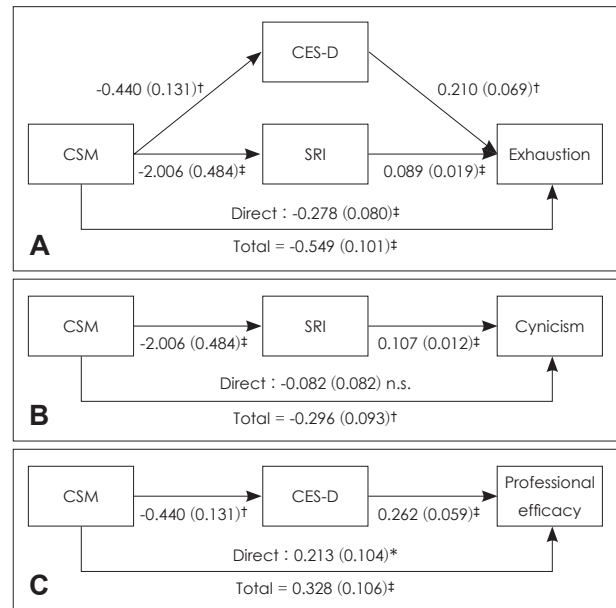 CES-D
-0.440 (0.131)†
0.210 (0.069)†
CSM
SRI
Exhaustion
-2.006 (0.484)‡
0.089 (0.019)‡
Direct : -0.278 (0.080)‡
Total = -0.549 (0.101)‡
A
CSM
SRI
Cynicism
-2.006 (0.484)‡
0.107 (0.012)‡
Direct : -0.082 (0.082) n.s.
Total = -0.296 (0.093)†
B
CSM
CES-D
Professional
efficacy
-0.440 (0.131)†
0.262 (0.059)‡
Direct : 0.213 (0.104)*
Total = 0.328 (0.106)‡
C